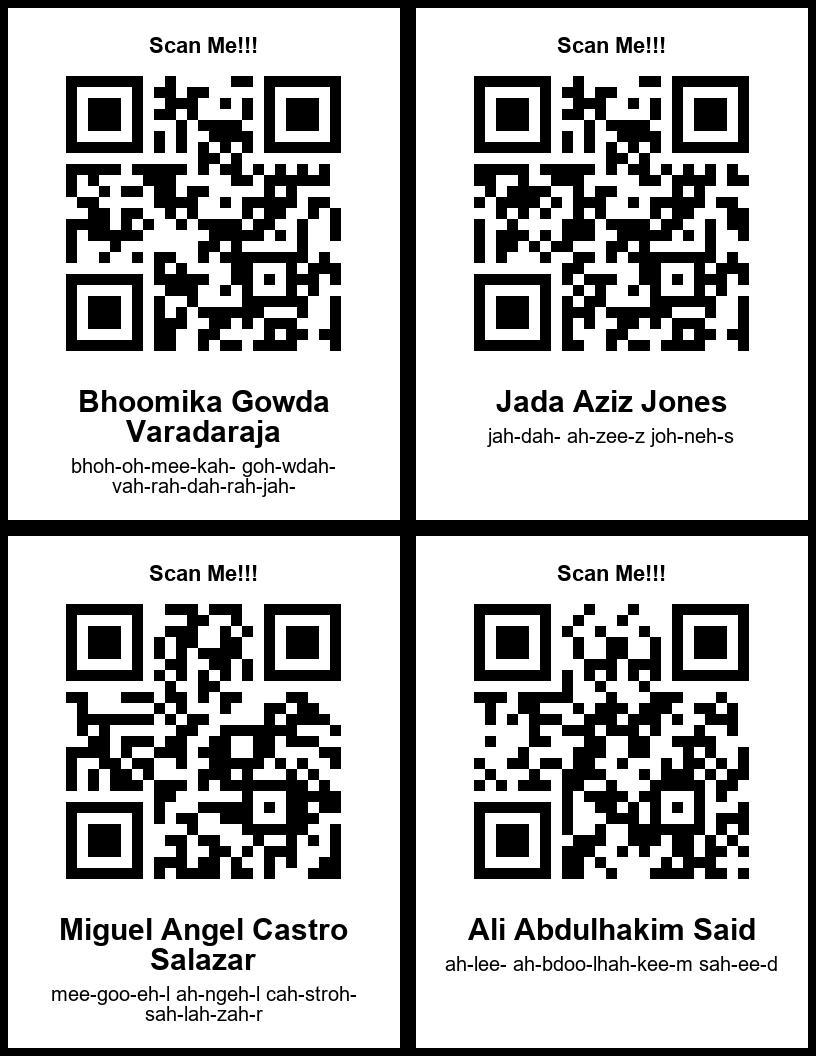 Scan Me!!!
Bhoomika Gowda
Varadaraja
bhoh-oh-mee-kah- goh-wdah-
vah-rah-dah-rah-jah-
Scan Me!!!
Jada Aziz Jones
jah-dah- ah-zee-z joh-neh-s
Scan Me!!!
Miguel Angel Castro
Salazar
mee-goo-eh-l ah-ngeh-l cah-stroh-
sah-lah-zah-r
Scan Me!!!
Ali Abdulhakim Said
ah-lee- ah-bdoo-lhah-kee-m sah-ee-d